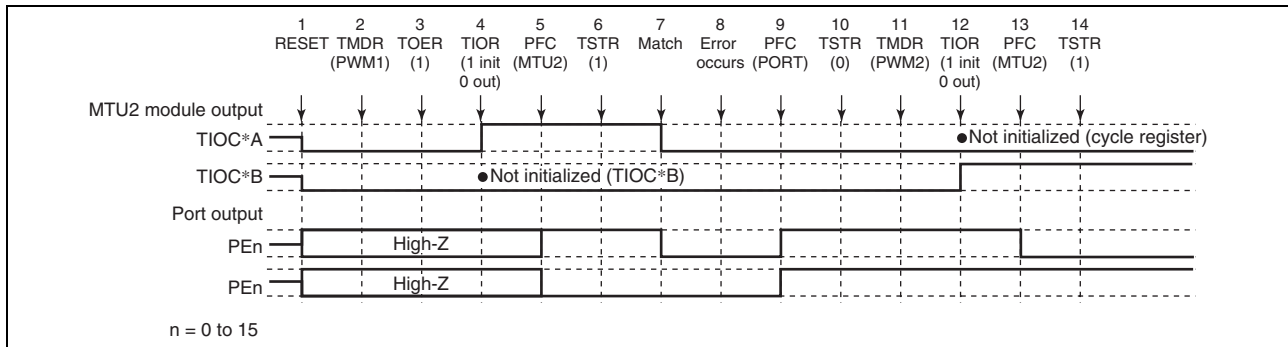 1 2 3 4 5 6 7 8 9 10 11 12 13 14
RESET TMDR TOER TIOR PFC TSTR Match Error PFC TSTR TMDR TIOR PFC TSTR
(PWM1) (1) (1 init (MTU2) (1) occurs (PORT) (0) (PWM2) (1 init (MTU2) (1)
0 out) 0 out)
MTU2 module output
TIOC*A ●Not initialized (cycle register)
TIOC*B ●Not initialized (TIOC*B)
Port output
PEn High-Z
PEn High-Z
n = 0 to 15